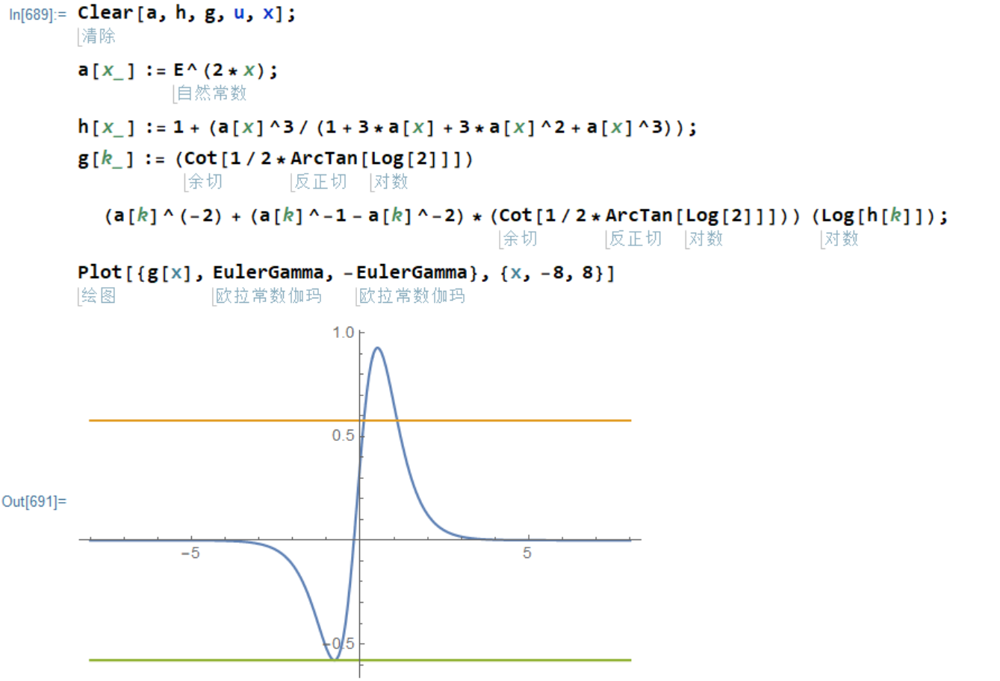 In[689]:= Clear[a, h, g, u, x];
清除
a[x_] := E^(2*x);
自然常数
h[x_] := 1 + (a[x]^3/(1 + 3*a[x] + 3*a[x]^2 + a[x]^3));
g[k_] := (Cot[1/2*ArcTan[Log[2]]])
余切 反正切 对数
(a[k]^(-2) + (a[k]^-1 - a[k]^-2)*(Cot[1/2*ArcTan[Log[2]]])) (Log[h[k]]);
余切 反正切 对数 对数
Plot[{g[x], EulerGamma, -EulerGamma}, {x, -8, 8}]
绘图 欧拉常数伽玛 欧拉常数伽玛
1.0
0.5
Out[691]=
-5 5
-0.5